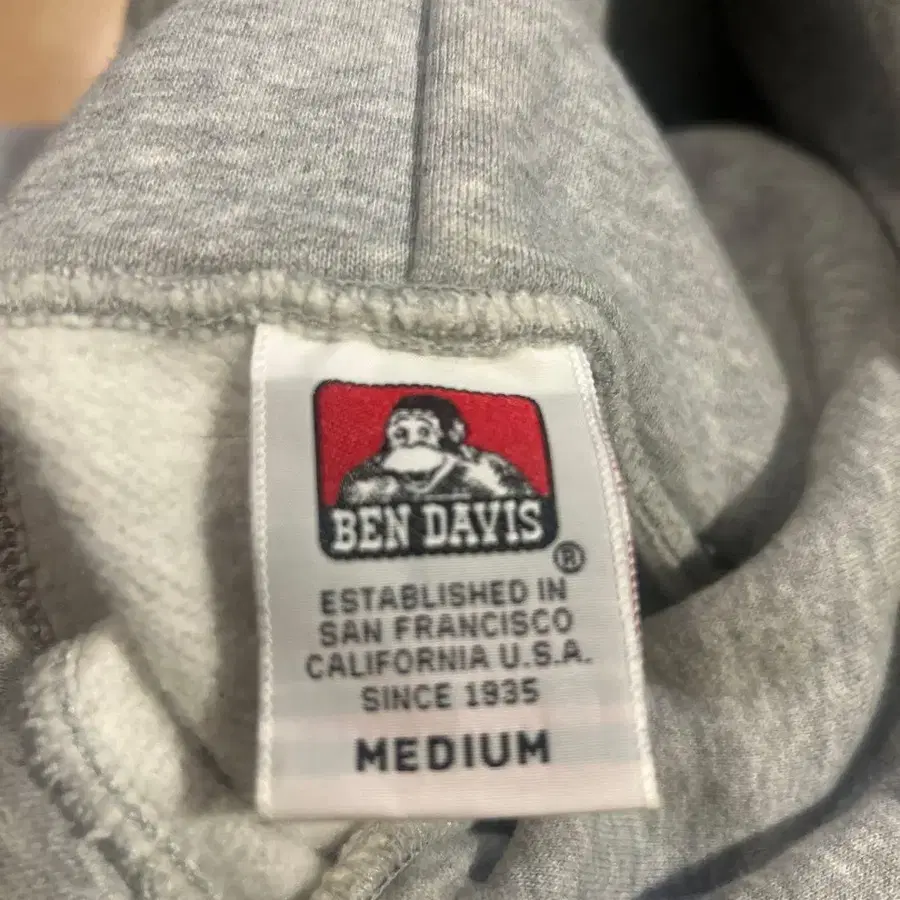 BEN DAVIS
®
ESTABLISHED IN
SAN FRANCISCO
CALIFORNIA U.S.A.
SINCE 1935
MEDIUM